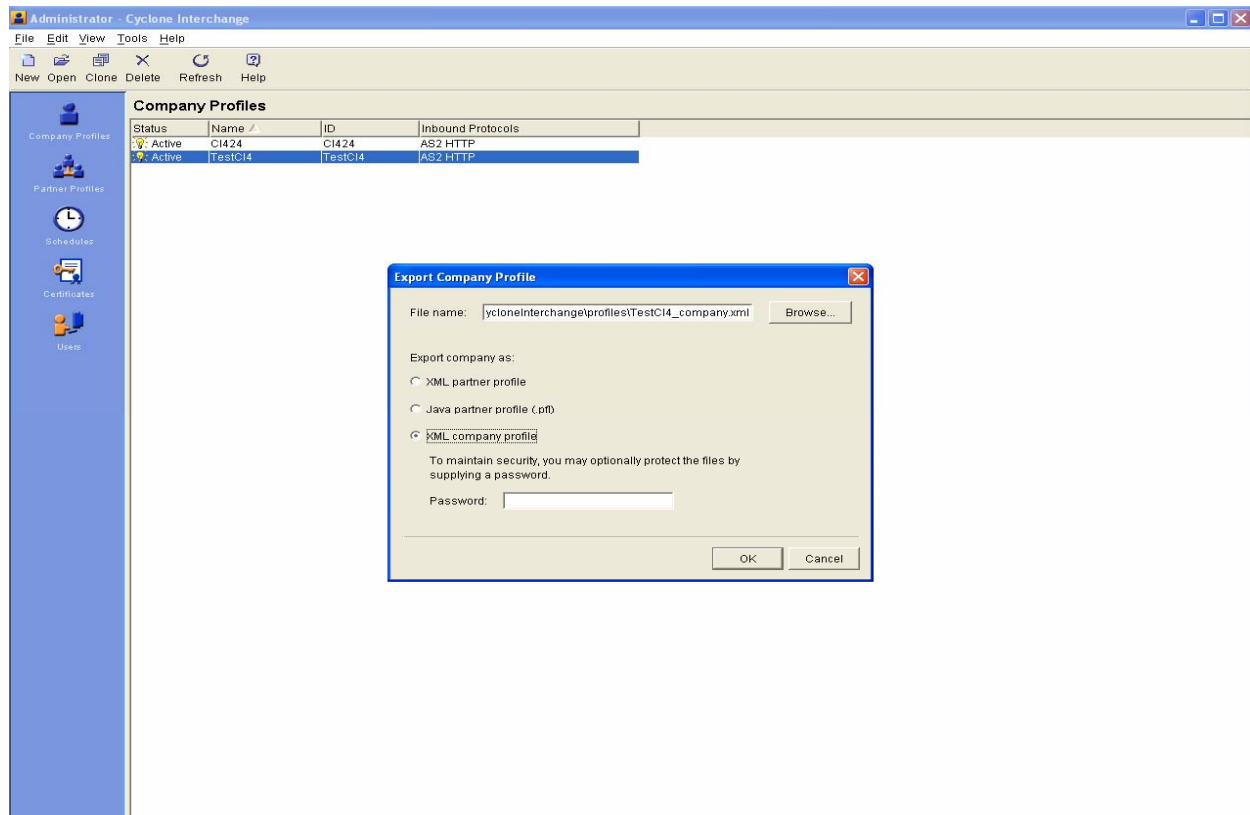 Administrator - Cyclone Interchange
File Edit View Tools Help
New Open Clone Delete Refresh Help
Company Profiles
Partner Profiles
Schedules
Certificates
Users
Company Profiles
Status Name ID Inbound Protocols
Active CI424 CI424 AS2 HTTP
Active TestCI4 TestCI4 AS2 HTTP
Export Company Profile
File name: ycloneInterchange\profiles\TestCI4_company.xml Browse...
Export company as:
XML partner profile
Java partner profile (.pfl)
XML company profile
To maintain security, you may optionally protect the files by
supplying a password.
Password:
OK Cancel